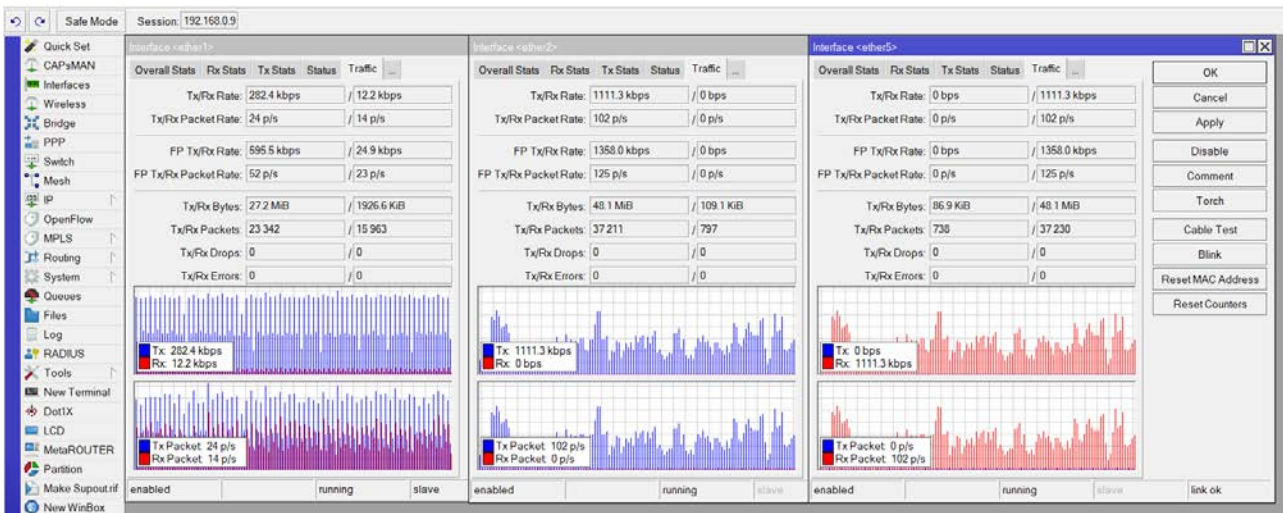 Safe Mode Session: 192.168.0.9
Quick Set
CAPsMAN
Interfaces
Wireless
Bridge
PPP
Switch
Mesh
IP
OpenFlow
MPLS
Routing
System
Queues
Files
Log
RADIUS
Tools
New Terminal
Dot1X
LCD
MetaROUTER
Partition
Make Supout.rif
New WinBox
Interface <ether1>
Overall Stats Rx Stats Tx Stats Status Traffic ...
Tx/Rx Rate: 282.4 kbps / 12.2 kbps
Tx/Rx Packet Rate: 24 p/s / 14 p/s
FP Tx/Rx Rate: 595.5 kbps / 24.9 kbps
FP Tx/Rx Packet Rate: 52 p/s / 23 p/s
Tx/Rx Bytes: 27.2 MiB / 1926.6 KiB
Tx/Rx Packets: 23 342 / 15 963
Tx/Rx Drops: 0 / 0
Tx/Rx Errors: 0 / 0
Tx: 282.4 kbps
Rx: 12.2 kbps
Tx Packet: 24 p/s
Rx Packet: 14 p/s
enabled running slave
Interface <ether2>
Overall Stats Rx Stats Tx Stats Status Traffic ...
Tx/Rx Rate: 1111.3 kbps / 0 bps
Tx/Rx Packet Rate: 102 p/s / 0 p/s
FP Tx/Rx Rate: 1358.0 kbps / 0 bps
FP Tx/Rx Packet Rate: 125 p/s / 0 p/s
Tx/Rx Bytes: 48.1 MiB / 109.1 KiB
Tx/Rx Packets: 37 211 / 797
Tx/Rx Drops: 0 / 0
Tx/Rx Errors: 0 / 0
Tx: 1111.3 kbps
Rx: 0 bps
Tx Packet: 102 p/s
Rx Packet: 0 p/s
enabled running slave
Interface <ether5>
Overall Stats Rx Stats Tx Stats Status Traffic ...
Tx/Rx Rate: 0 bps / 1111.3 kbps
Tx/Rx Packet Rate: 0 p/s / 102 p/s
FP Tx/Rx Rate: 0 bps / 1358.0 kbps
FP Tx/Rx Packet Rate: 0 p/s / 125 p/s
Tx/Rx Bytes: 86.9 KiB / 48.1 MiB
Tx/Rx Packets: 738 / 37 230
Tx/Rx Drops: 0 / 0
Tx/Rx Errors: 0 / 0
Tx: 0 bps
Rx: 1111.3 kbps
Tx Packet: 0 p/s
Rx Packet: 102 p/s
enabled running slave link ok
OK
Cancel
Apply
Disable
Comment
Torch
Cable Test
Blink
Reset MAC Address
Reset Counters